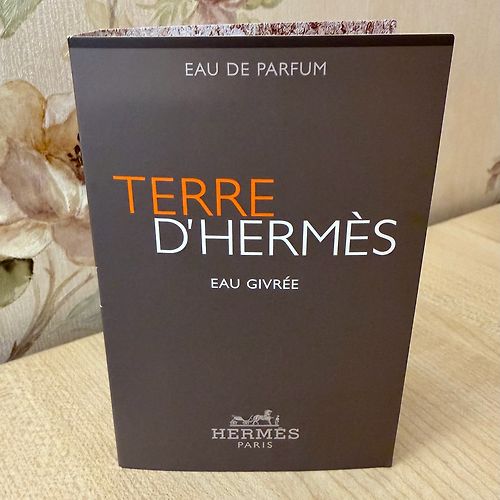 EAU DE PARFUM
TERRE
D'HERMÈS
EAU GIVRÉE
HERMÈS
PARIS